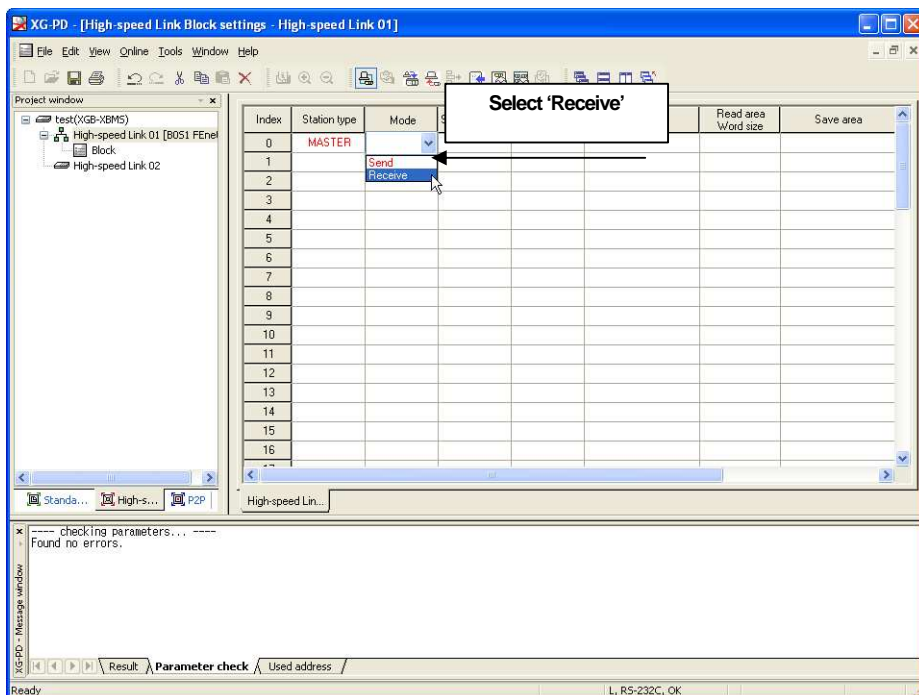 XG-PD - [High-speed Link Block settings - High-speed Link 01]
File Edit View Online Tools Window Help
Project window
test(XGB-XBMS)
High-speed Link 01 [B0S1 FEnet
Block
High-speed Link 02
Standa... High-s... P2P
Select 'Receive'
Index Station type Mode S Read area Word size Save area
0 MASTER
Send
Receive
1
2
3
4
5
6
7
8
9
10
11
12
13
14
15
16
High-speed Lin...
---- checking parameters... ----
Found no errors.
XG-PD - Message window
Result Parameter check Used address
Ready L, RS-232C, OK